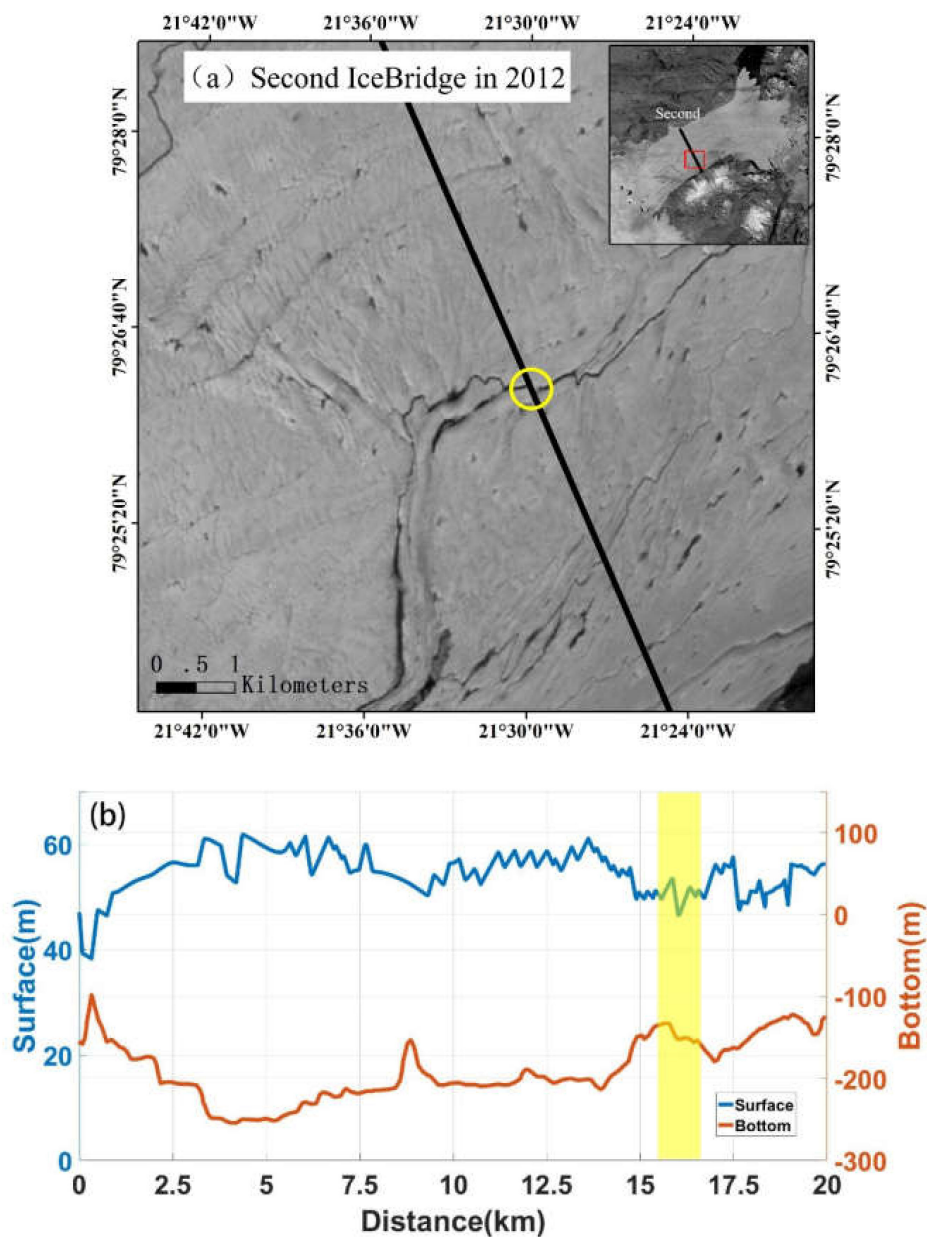 21°42'0"W 21°36'0"W 21°30'0"W 21°24'0"W
(a) Second IceBridge in 2012
Second
79°28'0"N 79°28'0"N
79°26'40"N 79°26'40"N
79°25'20"N 79°25'20"N
0 .5 1
Kilometers
21°42'0"W 21°36'0"W 21°30'0"W 21°24'0"W
(b)
60 100
0
40
-100
20
-200
0 -300
Surface(m)
Bottom(m)
Surface
Bottom
0 2.5 5 7.5 10 12.5 15 17.5 20
Distance(km)